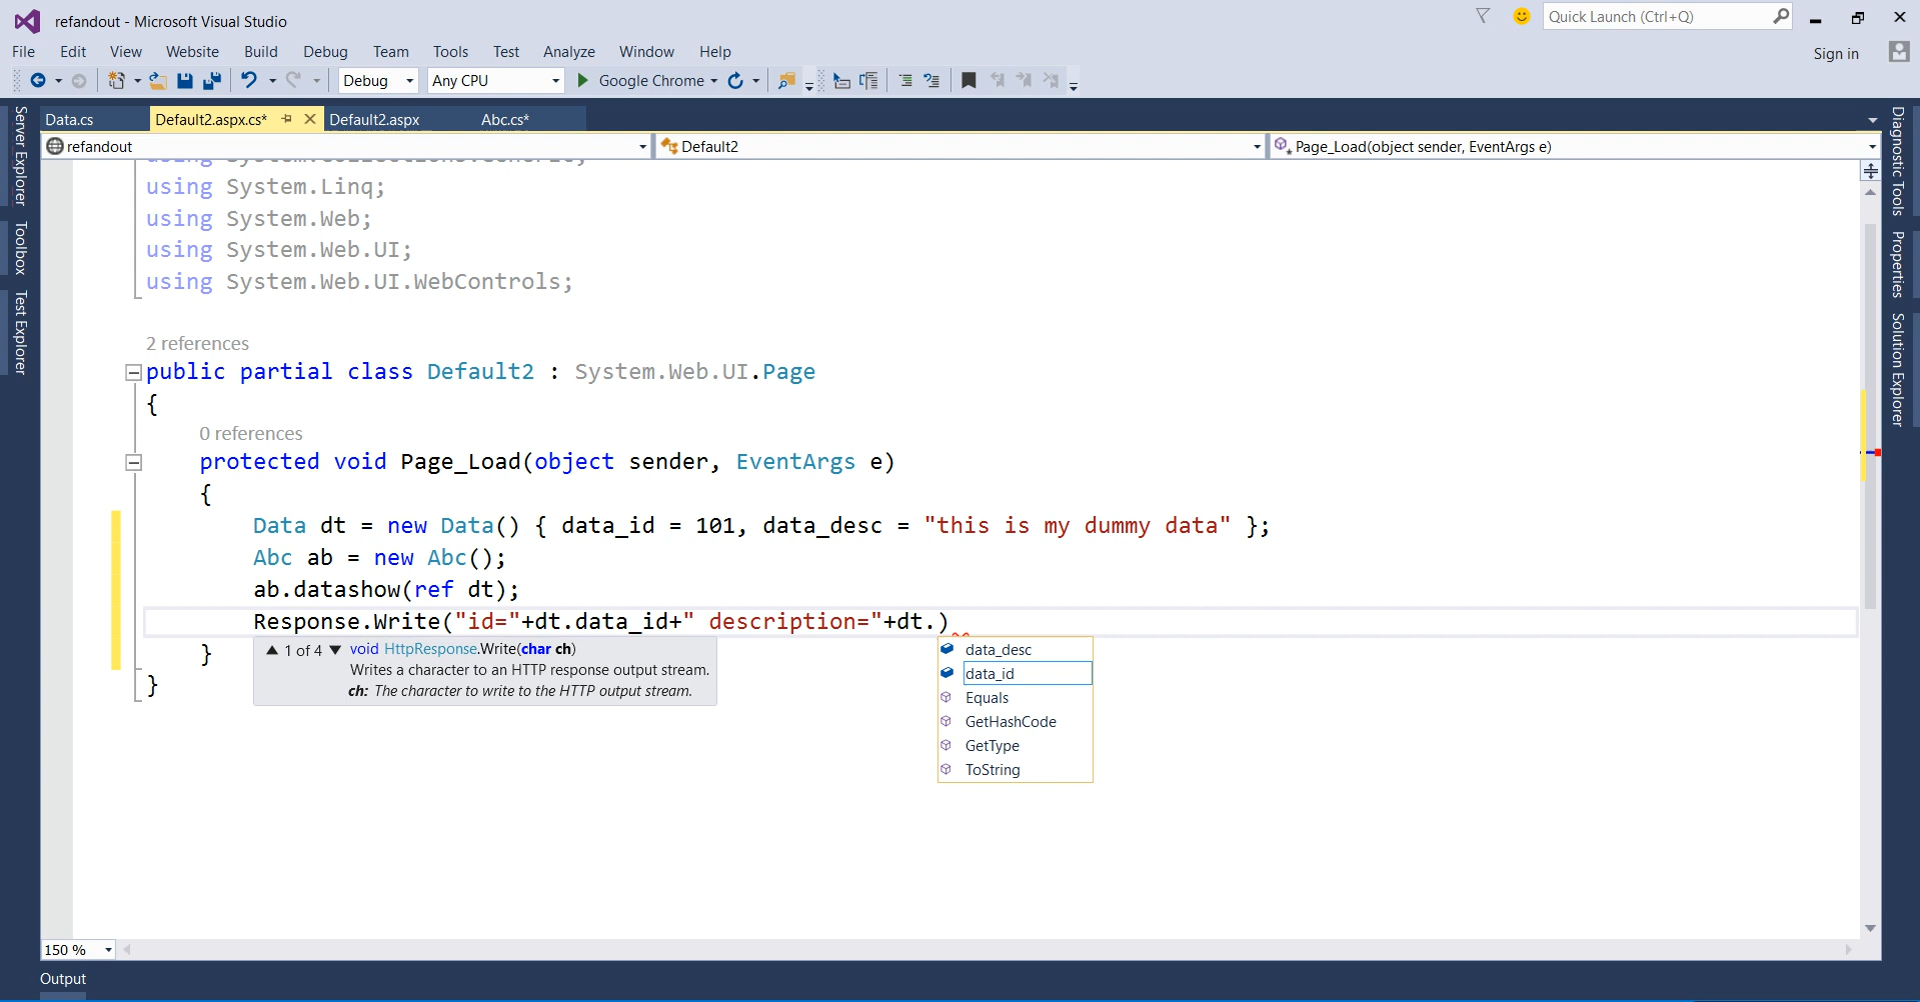 refandout - Microsoft Visual Studio
Quick Launch (Ctrl+Q)
File Edit View Website Build Debug Team Tools Test Analyze Window Help
Sign in
Debug Any CPU Google Chrome
Data.cs Default2.aspx.cs* Default2.aspx Abc.cs*
refandout Default2 Page_Load(object sender, EventArgs e)
Server Explorer
Toolbox
Test Explorer
Diagnostic Tools
Properties
Solution Explorer
using System.Collections.Generic;
using System.Linq;
using System.Web;
using System.Web.UI;
using System.Web.UI.WebControls;
2 references
public partial class Default2 : System.Web.UI.Page
{
0 references
protected void Page_Load(object sender, EventArgs e)
{
Data dt = new Data() { data_id = 101, data_desc = "this is my dummy data" };
Abc ab = new Abc();
ab.datashow(ref dt);
Response.Write("id="+dt.data_id+" description="+dt.)
}
}
▲ 1 of 4 ▼ void HttpResponse.Write(char ch)
Writes a character to an HTTP response output stream.
ch: The character to write to the HTTP output stream.
data_desc
data_id
Equals
GetHashCode
GetType
ToString
150 %
Output